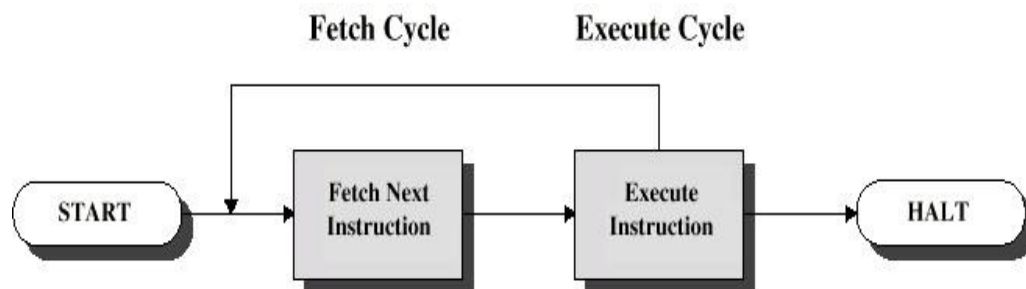 Fetch Cycle
Execute Cycle
START
Fetch Next
Instruction
Execute
Instruction
HALT